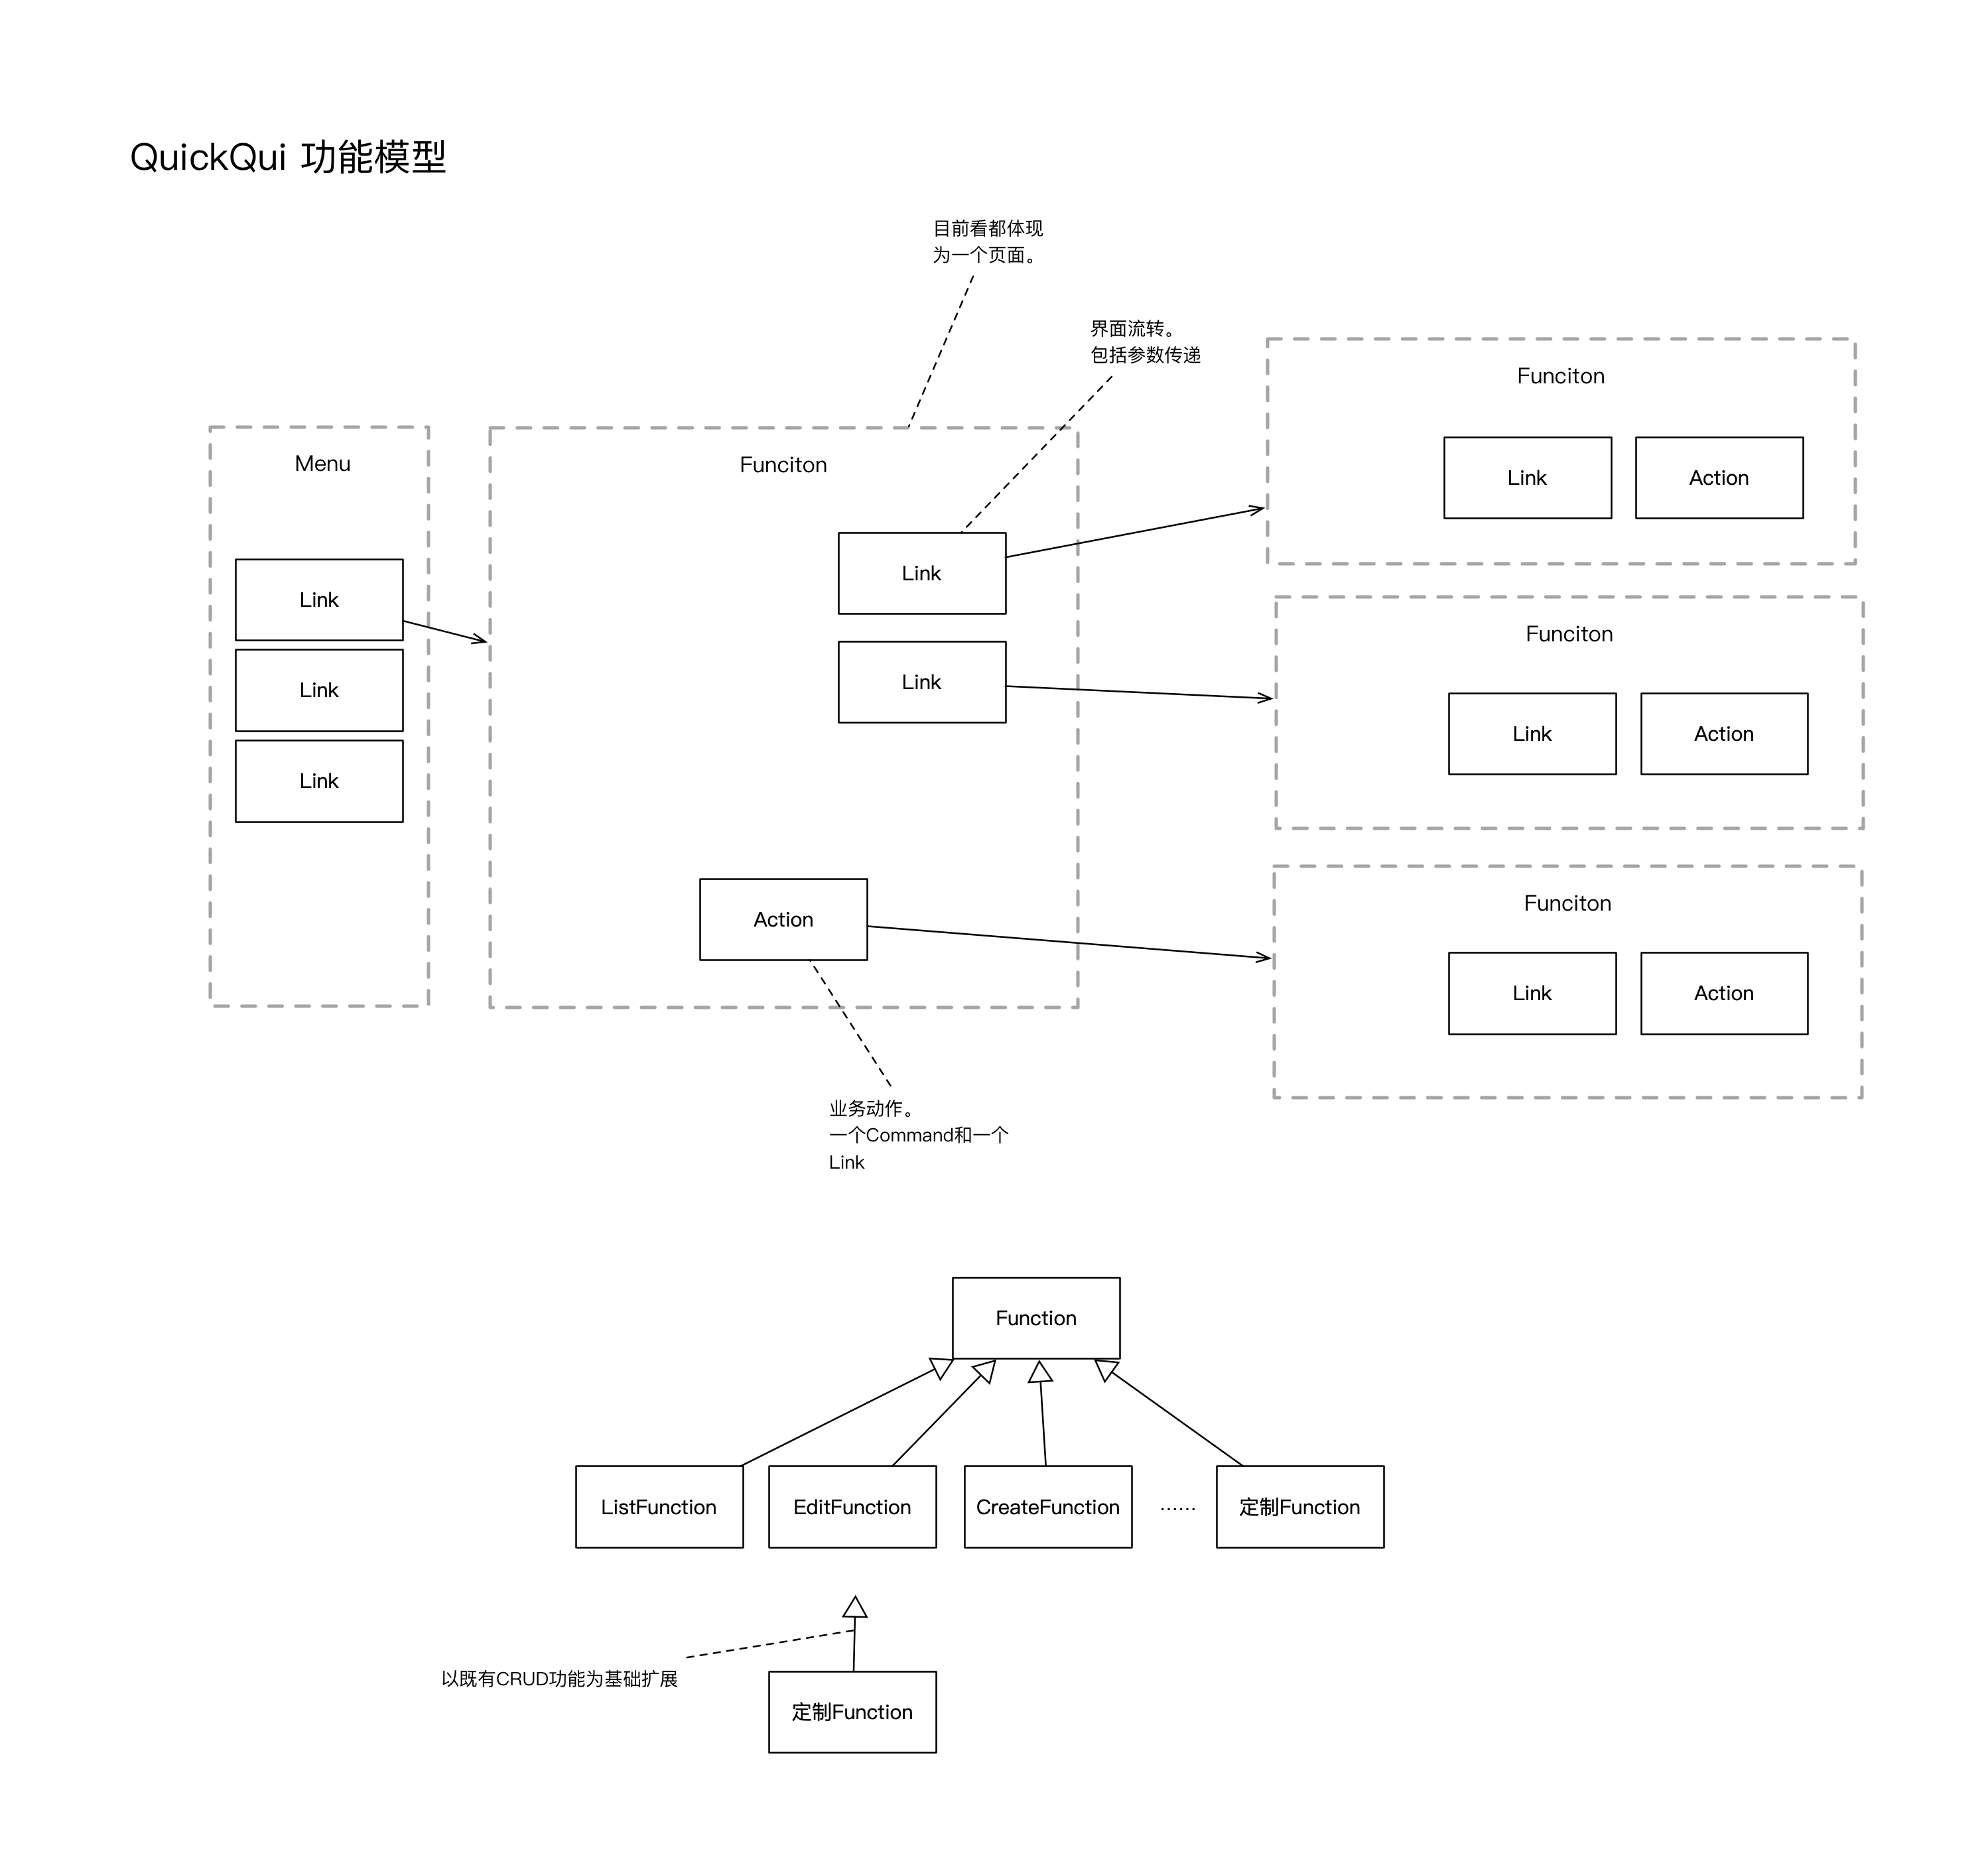 QuickQui 功能模型
目前看都体现
为一个页面。
界面流转。
包括参数传递
Menu
Link
Link
Link
Funciton
Link
Link
Action
Funciton
Link
Action
Funciton
Link
Action
Funciton
Link
Action
业务动作。
一个Command和一个
Link
Function
ListFunction
EditFunction
CreateFunction
……
定制Function
以既有CRUD功能为基础扩展
定制Function